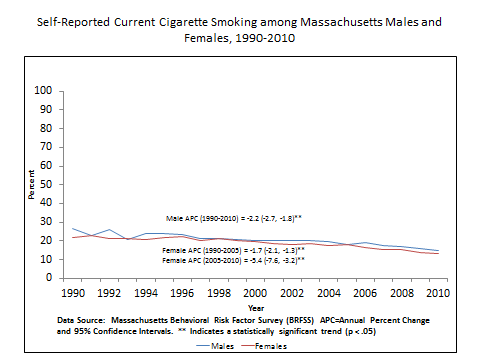 Self-Reported Current Cigarette Smoking among Massachusetts Males and
Females, 1990-2010
100
90
80
70
60
50
40
30
20
10
0
Percent
Male APC (1990-2010) = -2.2 (-2.7, -1.8)**
Female APC (1990-2005) = -1.7 (-2.1, -1.3)**
Female APC (2005-2010) = -5.4 (-7.6, -3.2)**
1990 1992 1994 1996 1998 2000 2002 2004 2006 2008 2010
Year
Data Source: Massachusetts Behavioral Risk Factor Survey (BRFSS) APC=Annual Percent Change
and 95% Confidence Intervals. ** Indicates a statistically significant trend (p < .05)
Males Females